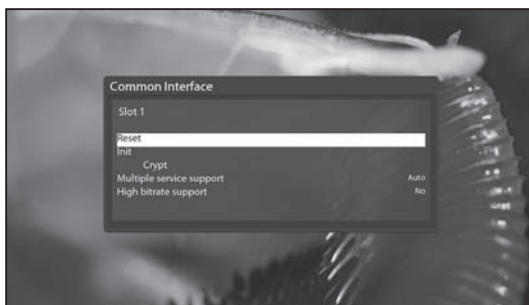 Common Interface
Slot 1
Reset
Init
Crypt
Multiple service support Auto
High bitrate support No